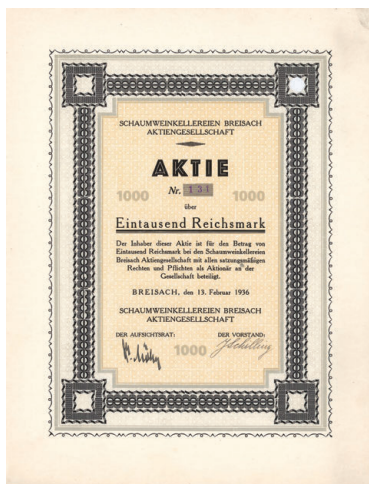 SCHAUMWEINKELLEREIEN BREISACH
AKTIENGESELLSCHAFT
AKTIE
Nr. 131
1000 1000
über
Eintausend Reichsmark
Der Inhaber dieser Aktie ist für den Betrag von
Eintausend Reichsmark bei den Schaumweinkellereien
Breisach Aktiengesellschaft mit allen satzungsmäßigen
Rechten und Pflichten als Aktionär an der
Gesellschaft beteiligt.
BREISACH, den 13. Februar 1936
SCHAUMWEINKELLEREIEN BREISACH
AKTIENGESELLSCHAFT
DER AUFSICHTSRAT: DER VORSTAND:
1000 J Schilling